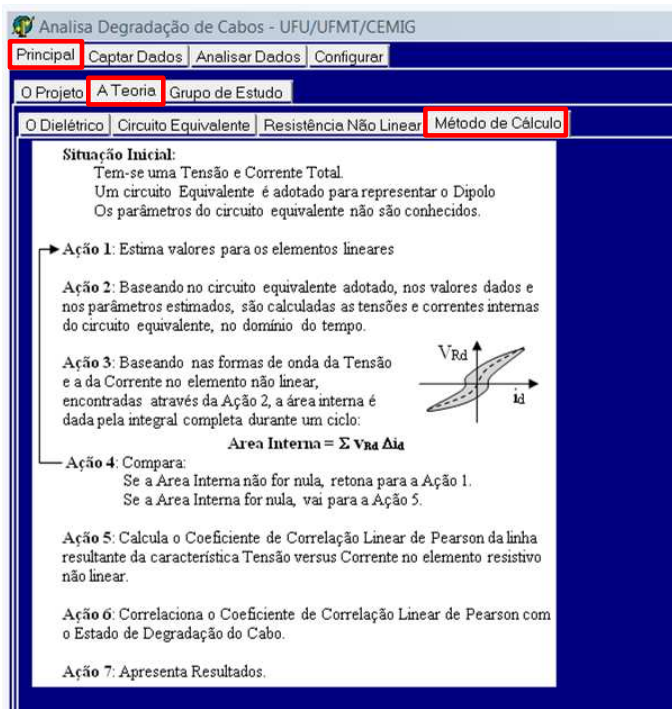 Analisa Degradação de Cabos - UFU/UFMT/CEMIG
Principal Captar Dados Analisar Dados Configurar
O Projeto A Teoria Grupo de Estudo
O Dielétrico Circuito Equivalente Resistência Não Linear Método de Cálculo
Situação Inicial:
Tem-se uma Tensão e Corrente Total.
Um circuito Equivalente é adotado para representar o Dipolo
Os parâmetros do circuito equivalente não são conhecidos.
Ação 1: Estima valores para os elementos lineares
Ação 2: Baseando no circuito equivalente adotado, nos valores dados e
nos parâmetros estimados, são calculadas as tensões e correntes internas
do circuito equivalente, no domínio do tempo.
Ação 3: Baseando nas formas de onda da Tensão
e a da Corrente no elemento não linear,
encontradas através da Ação 2, a área interna é
dada pela integral completa durante um ciclo:
VRd
id
Area Interna = Σ VRd Δid
Ação 4: Compara:
Se a Area Interna não for nula, retona para a Ação 1.
Se a Area Interna for nula, vai para a Ação 5.
Ação 5: Calcula o Coeficiente de Correlação Linear de Pearson da linha
resultante da característica Tensão versus Corrente no elemento resistivo
não linear.
Ação 6: Correlaciona o Coeficiente de Correlação Linear de Pearson com
o Estado de Degradação do Cabo.
Ação 7: Apresenta Resultados.